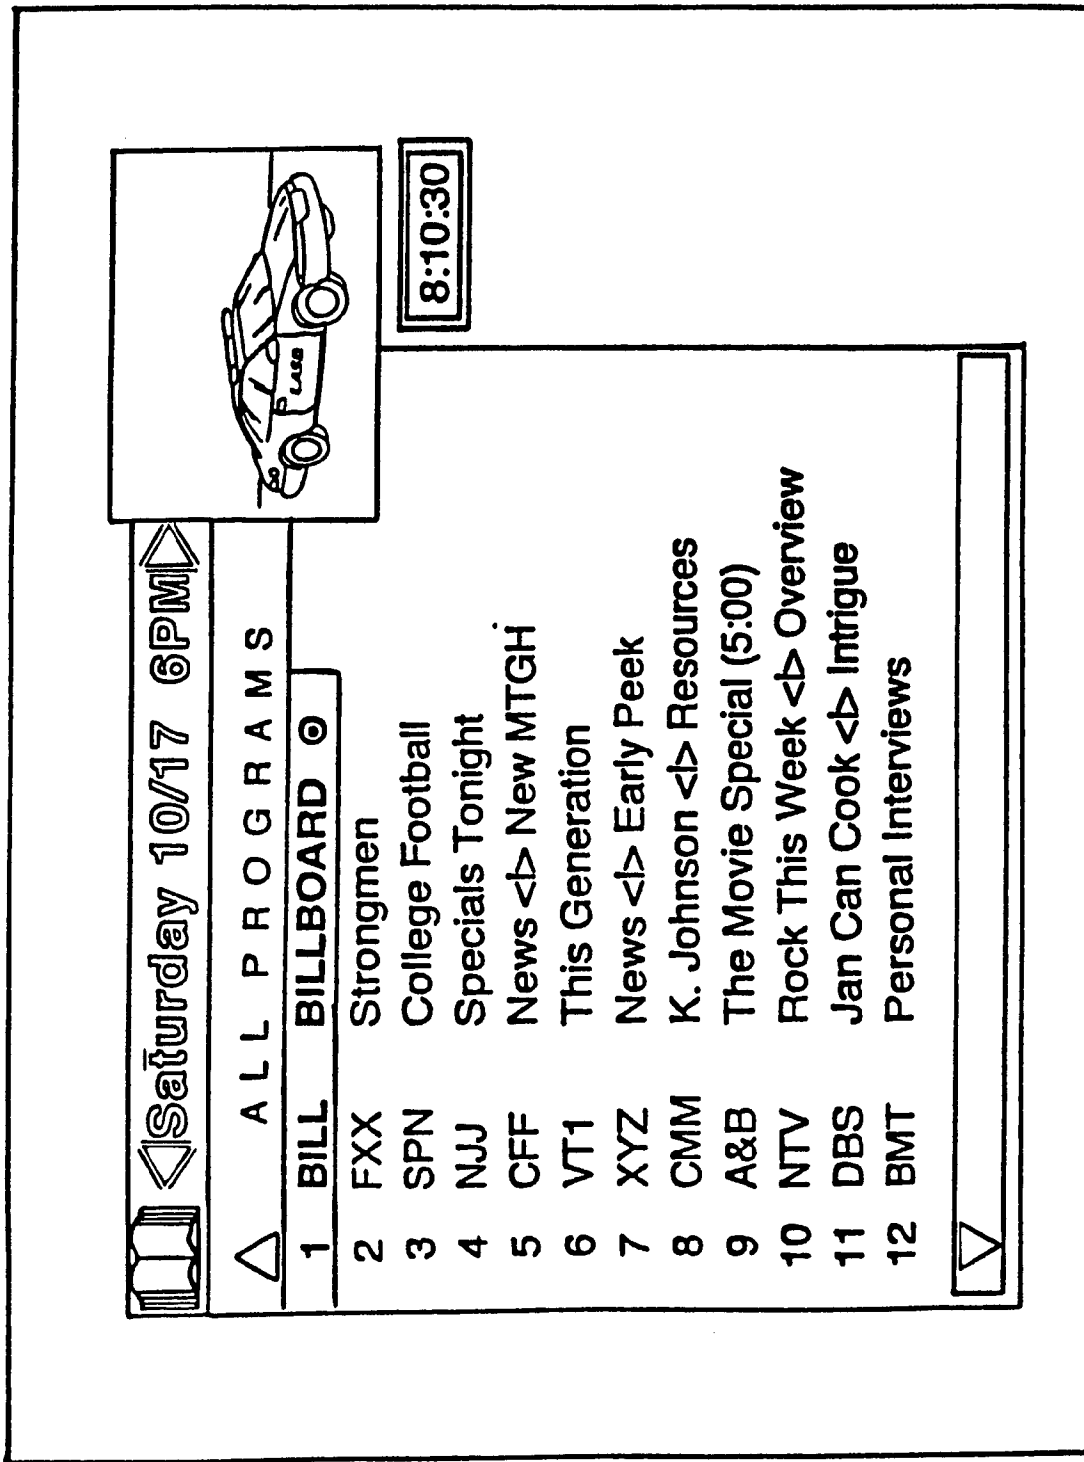 Saturday 10/17 6PM
ALL PROGRAMS
1 BILL BILLBOARD
2 FXX Strongmen
3 SPN College Football
4 NJJ Specials Tonight
5 CFF News <I> New MTGH
6 VT1 This Generation
7 XYZ News <I> Early Peek
8 CMM K. Johnson <I> Resources
9 A&B The Movie Special (5:00)
10 NTV Rock This Week <I> Overview
11 DBS Jan Can Cook <I> Intrigue
12 BMT Personal Interviews
8:10:30